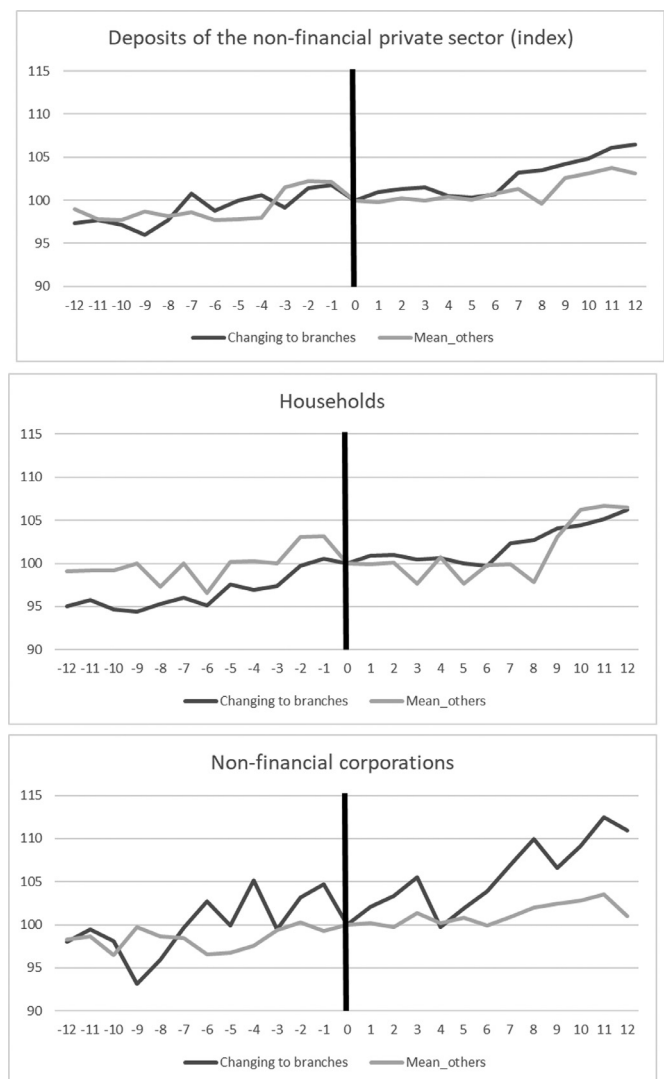 Deposits of the non-financial private sector (index)
115
110
105
100
95
90
-12 -11 -10 -9 -8 -7 -6 -5 -4 -3 -2 -1 0 1 2 3 4 5 6 7 8 9 10 11 12
Changing to branches Mean_others
Households
115
110
105
100
95
90
-12 -11 -10 -9 -8 -7 -6 -5 -4 -3 -2 -1 0 1 2 3 4 5 6 7 8 9 10 11 12
Changing to branches Mean_others
Non-financial corporations
115
110
105
100
95
90
-12 -11 -10 -9 -8 -7 -6 -5 -4 -3 -2 -1 0 1 2 3 4 5 6 7 8 9 10 11 12
Changing to branches Mean_others